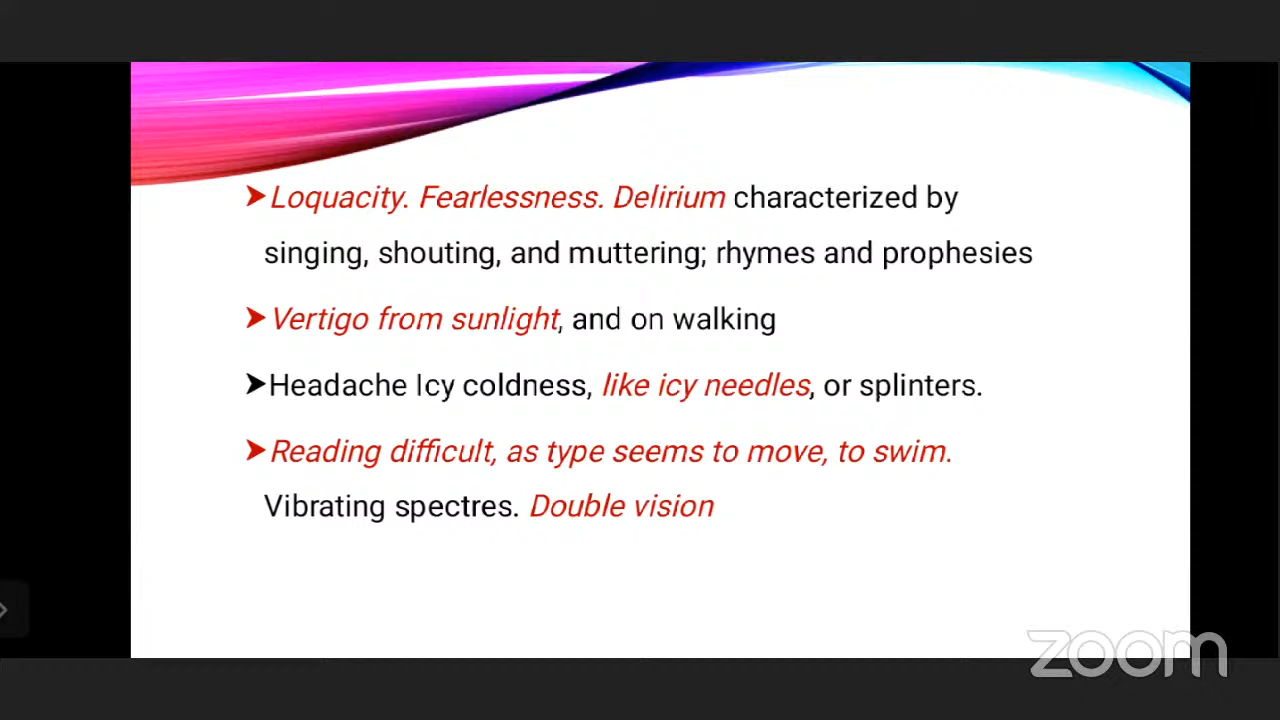 Loquacity. Fearlessness. Delirium characterized by
singing, shouting, and muttering; rhymes and prophesies
Vertigo from sunlight, and on walking
Headache Icy coldness, like icy needles, or splinters.
Reading difficult, as type seems to move, to swim.
Vibrating spectres. Double vision
zoom